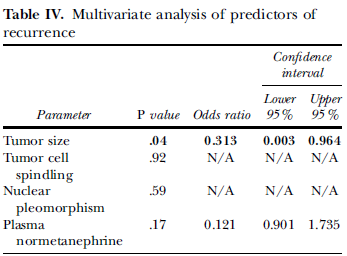 Table IV. Multivariate analysis of predictors of
recurrence
Confidence
interval
Lower Upper
Parameter P value Odds ratio 95% 95%
Tumor size .04 0.313 0.003 0.964
Tumor cell .92 N/A N/A N/A
spindling
Nuclear .59 N/A N/A N/A
pleomorphism
Plasma .17 0.121 0.901 1.735
normetanephrine